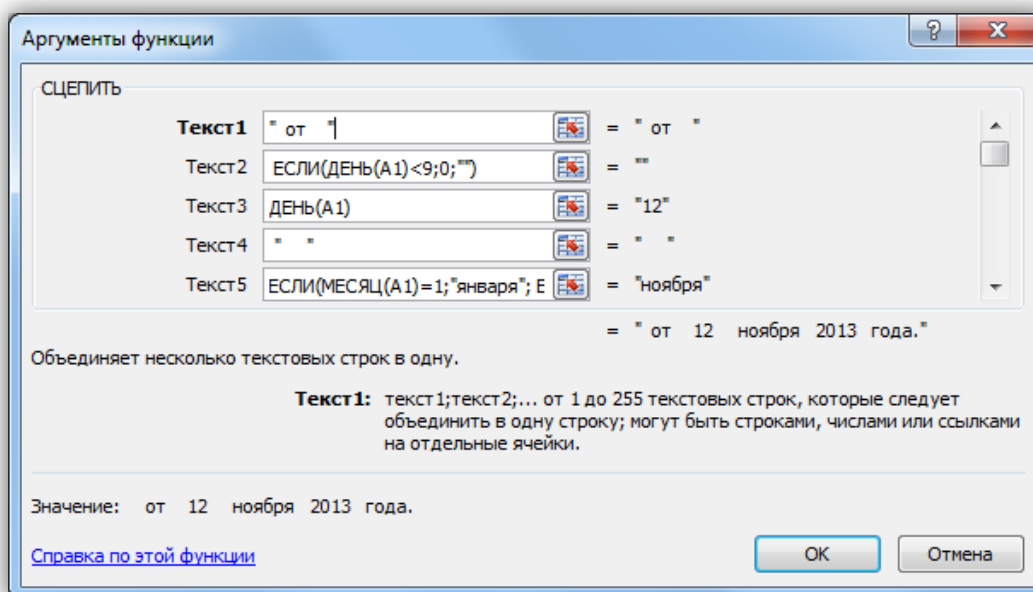 Аргументы функции
СЦЕПИТЬ
Текст1 " от " = " от "
Текст2 ЕСЛИ(ДЕНЬ(A1)<9;0;"") = ""
Текст3 ДЕНЬ(A1) = "12"
Текст4 " " = " "
Текст5 ЕСЛИ(МЕСЯЦ(A1)=1;"января"; Е = "ноября"
= " от 12 ноября 2013 года."
Объединяет несколько текстовых строк в одну.
Текст1: текст1;текст2;... от 1 до 255 текстовых строк, которые следует
объединить в одну строку; могут быть строками, числами или ссылками
на отдельные ячейки.
Значение: от 12 ноября 2013 года.
Справка по этой функции
ОК
Отмена